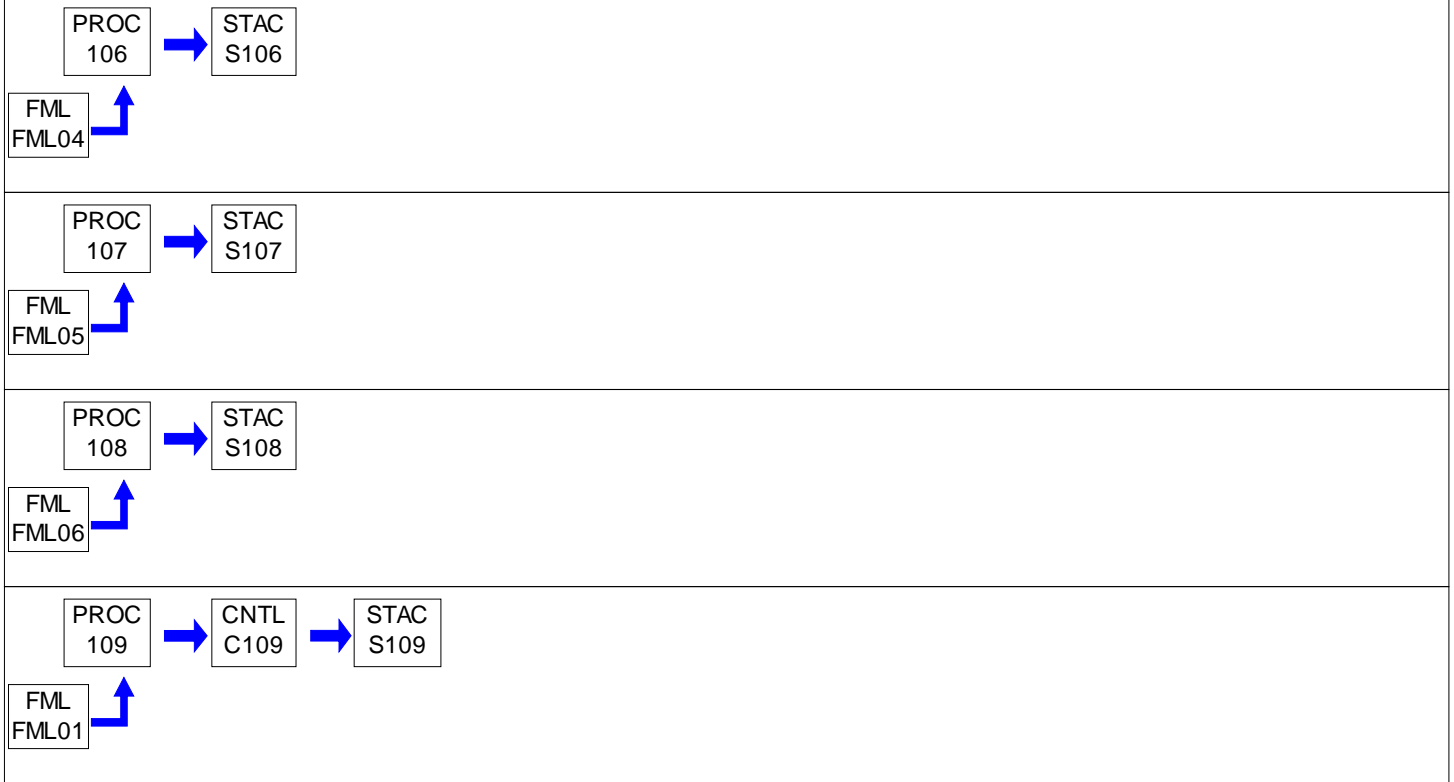 PROC
106
STAC
S106
FML
FML04
PROC
107
STAC
S107
FML
FML05
PROC
108
STAC
S108
FML
FML06
PROC
109
CNTL
C109
STAC
S109
FML
FML01